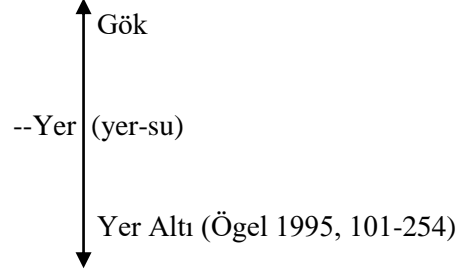 Gök
--Yer (yer-su)
Yer Altı (Ögel 1995, 101-254)